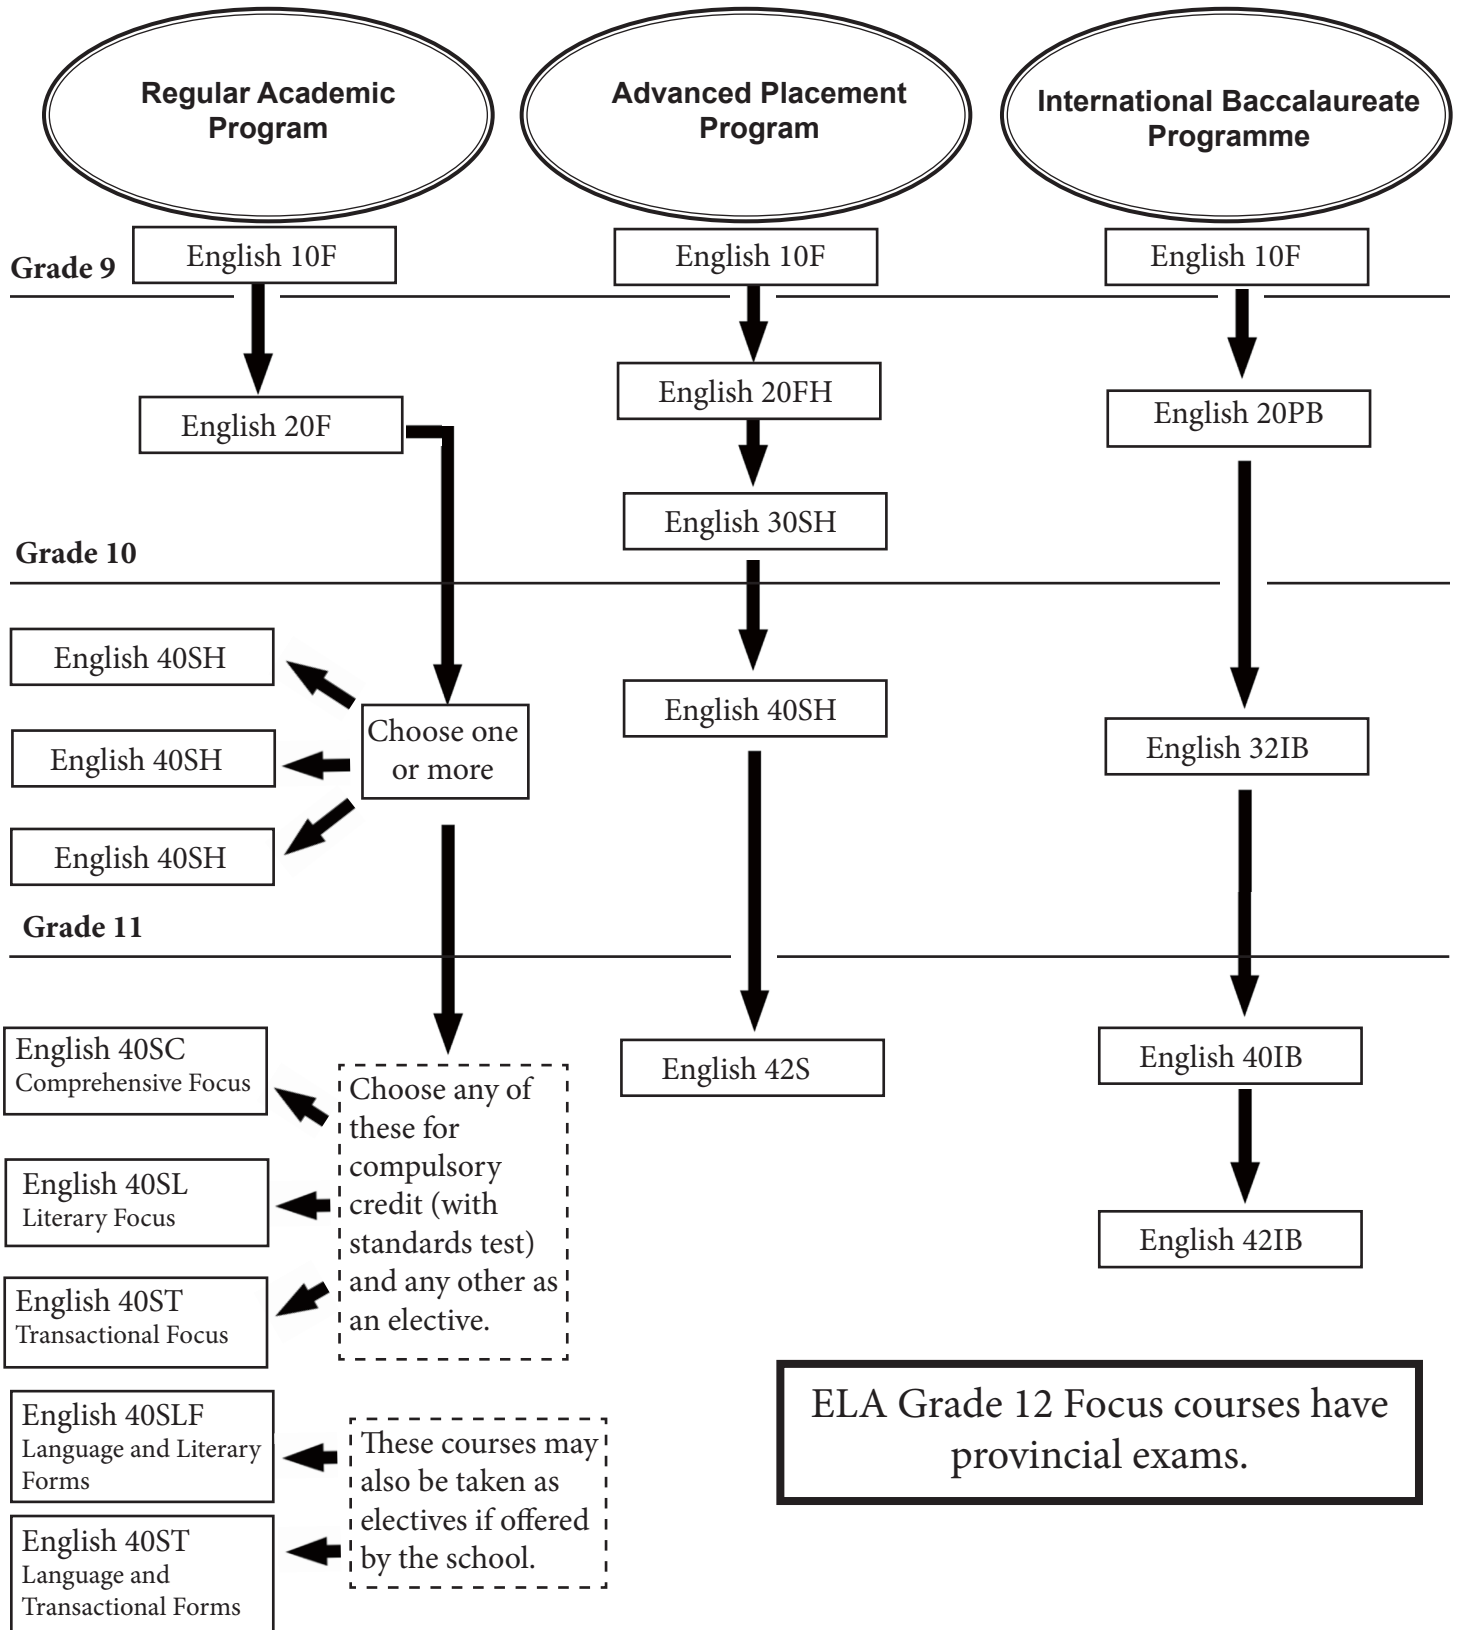 Regular Academic
Program
Advanced Placement
Program
International Baccalaureate
Programme
Grade 9
English 10F
English 10F
English 10F
English 20F
English 20FH
English 20PB
English 30SH
Grade 10
English 40SH
English 40SH
English 40SH
Choose one
or more
English 40SH
English 32IB
Grade 11
English 40SC
Comprehensive Focus
English 40SL
Literary Focus
English 40ST
Transactional Focus
Choose any of
these for
compulsory
credit (with
standards test)
and any other as
an elective.
English 42S
English 40IB
English 42IB
English 40SLF
Language and Literary
Forms
English 40ST
Language and
Transactional Forms
These courses may
also be taken as
electives if offered
by the school.
ELA Grade 12 Focus courses have
provincial exams.